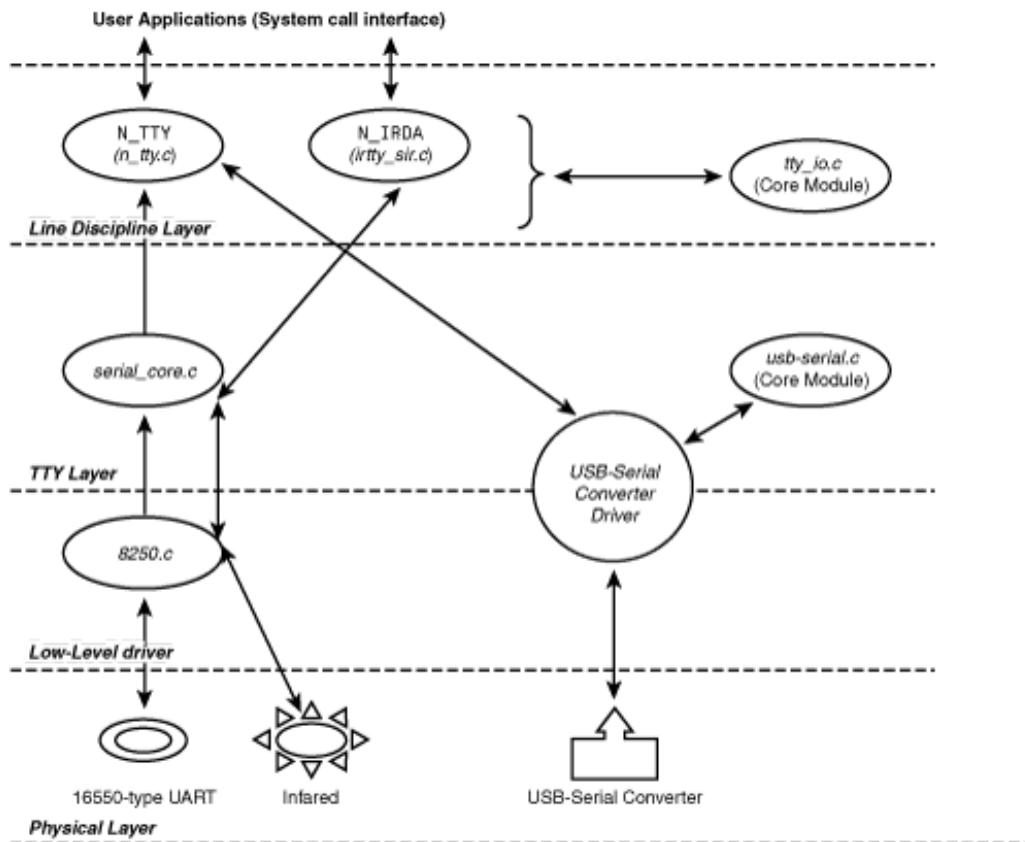 User Applications (System call interface)
N_TTY
(n_tty.c)
N_IRDA
(irtty_sir.c)
tty_io.c
(Core Module)
Line Discipline Layer
serial_core.c
usb-serial.c
(Core Module)
TTY Layer
USB-Serial
Converter
Driver
8250.c
Low-Level driver
16550-type UART
Infared
USB-Serial Converter
Physical Layer